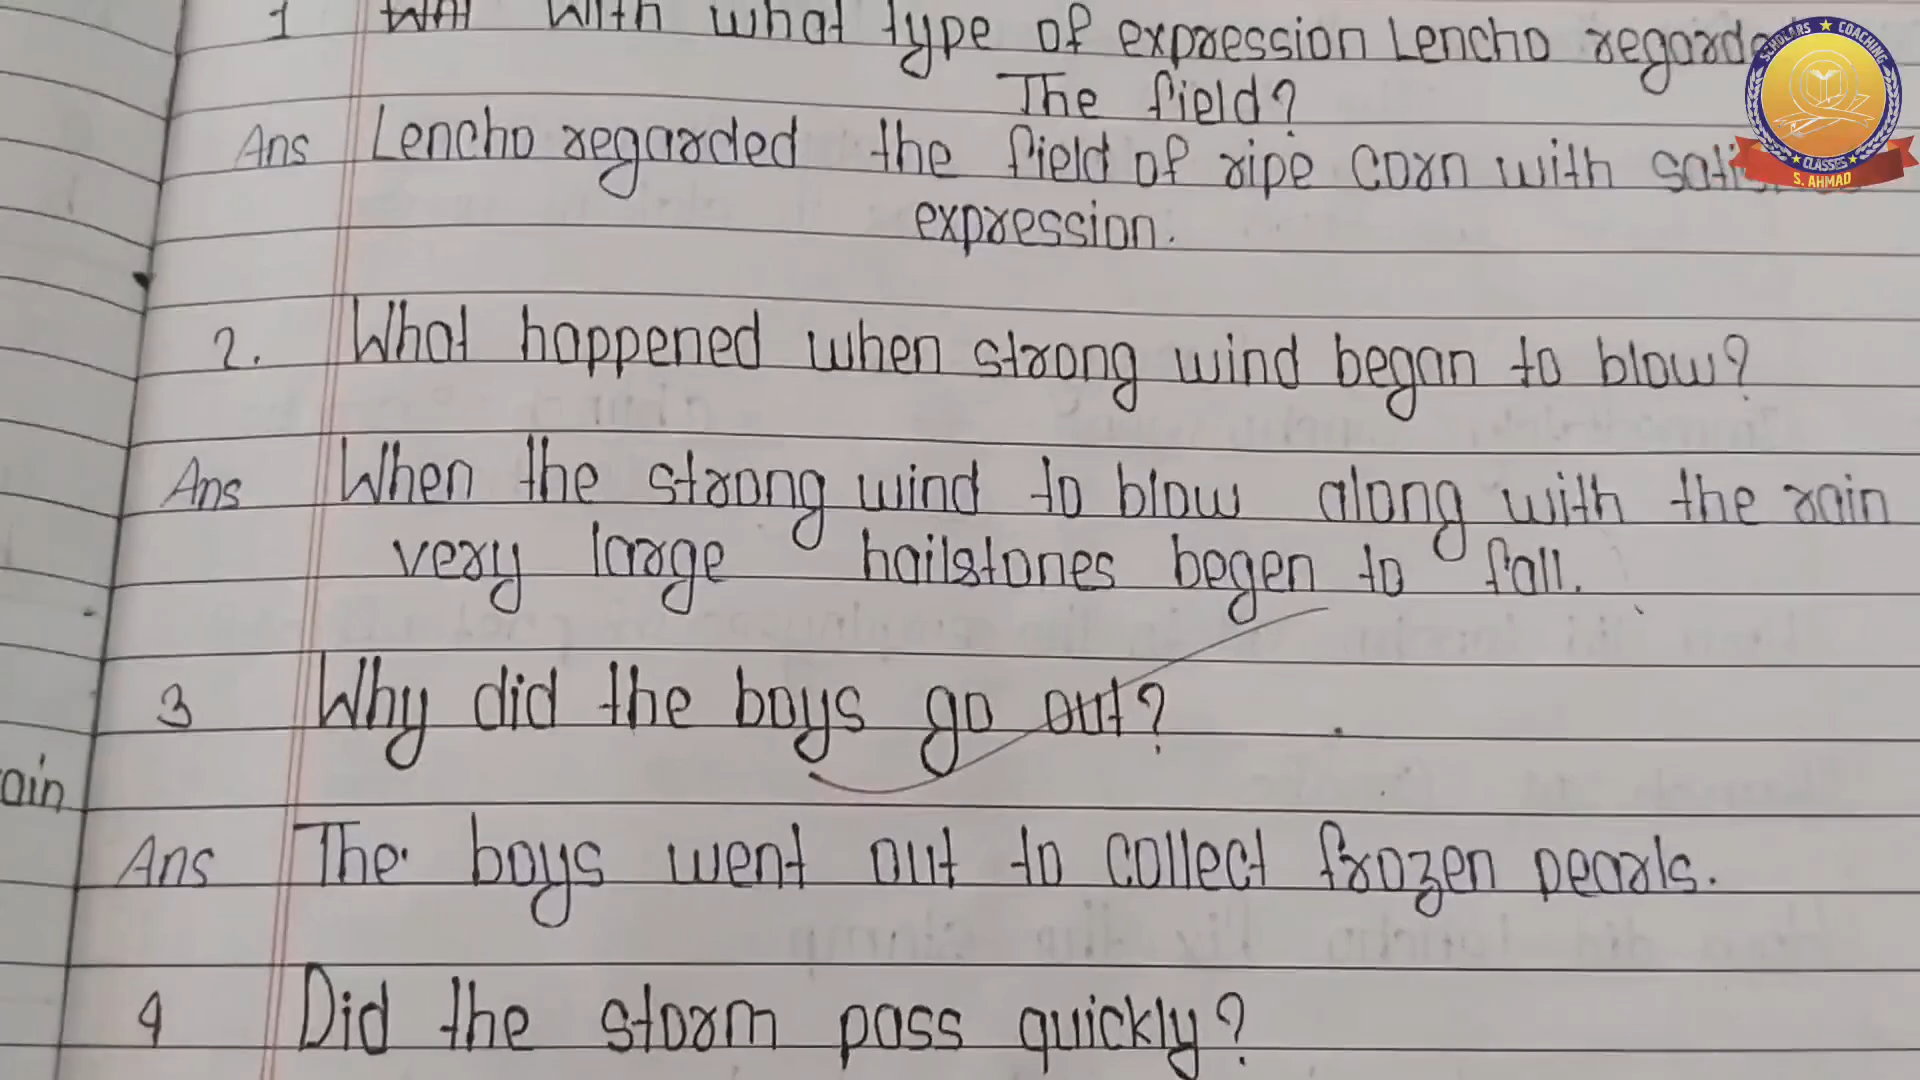 1 With what type of expression Lencho regarded
The field?
Ans Lencho regarded the field of ripe corn with
expression.
2. What happened when strong wind began to blow?
Ans When the strong wind to blow along with the rain
very large hailstones begen to fall.
3 Why did the boys go out?
ain
Ans The boys went out to collect frozen pearls.
4 Did the storm pass quickly?
SCHOLARS ★ COACHING
★ CLASSES ★
S. AHMAD